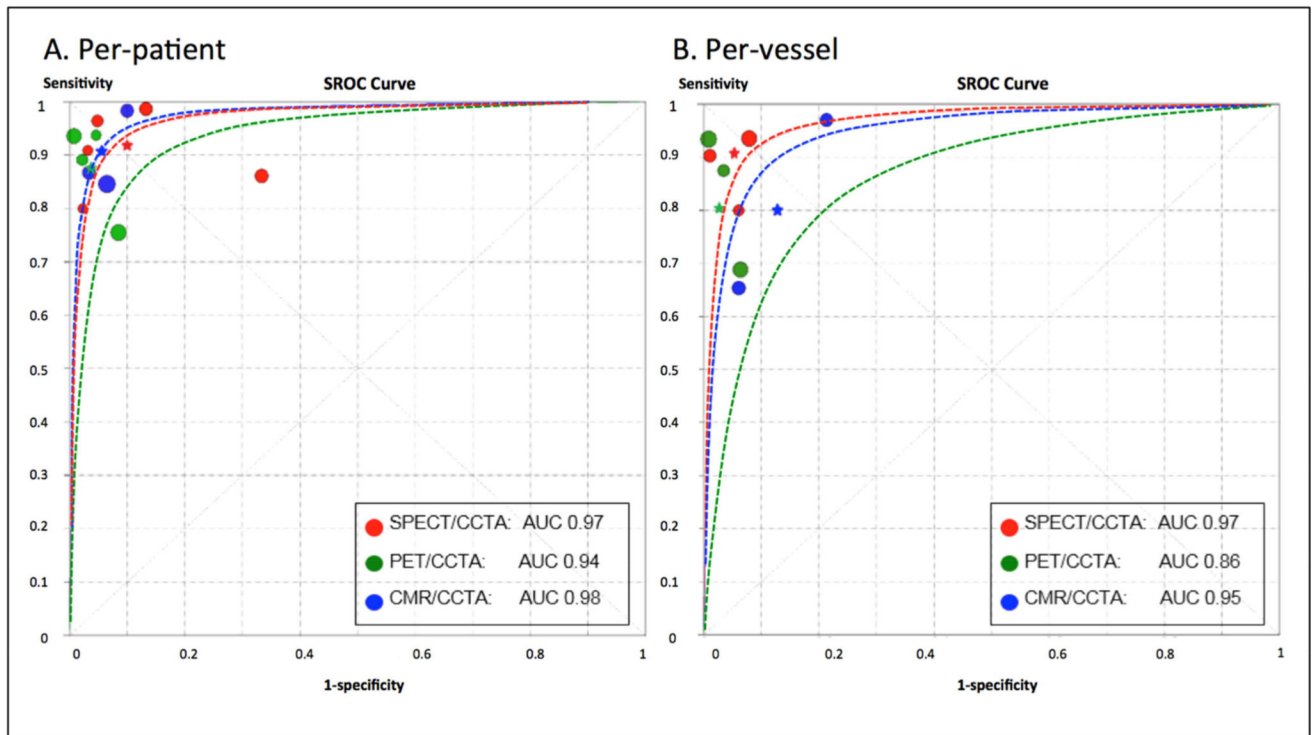 A. Per-patient
Sensitivity
SROC Curve
1
0.9
0.8
0.7
0.6
0.5
0.4
0.3
0.2
0.1
0
SPECT/CCTA: AUC 0.97
PET/CCTA: AUC 0.94
CMR/CCTA: AUC 0.98
0 0.2 0.4 0.6 0.8 1
1-specificity
B. Per-vessel
Sensitivity
SROC Curve
1
0.9
0.8
0.7
0.6
0.5
0.4
0.3
0.2
0.1
0
SPECT/CCTA: AUC 0.97
PET/CCTA: AUC 0.86
CMR/CCTA: AUC 0.95
0 0.2 0.4 0.6 0.8 1
1-specificity